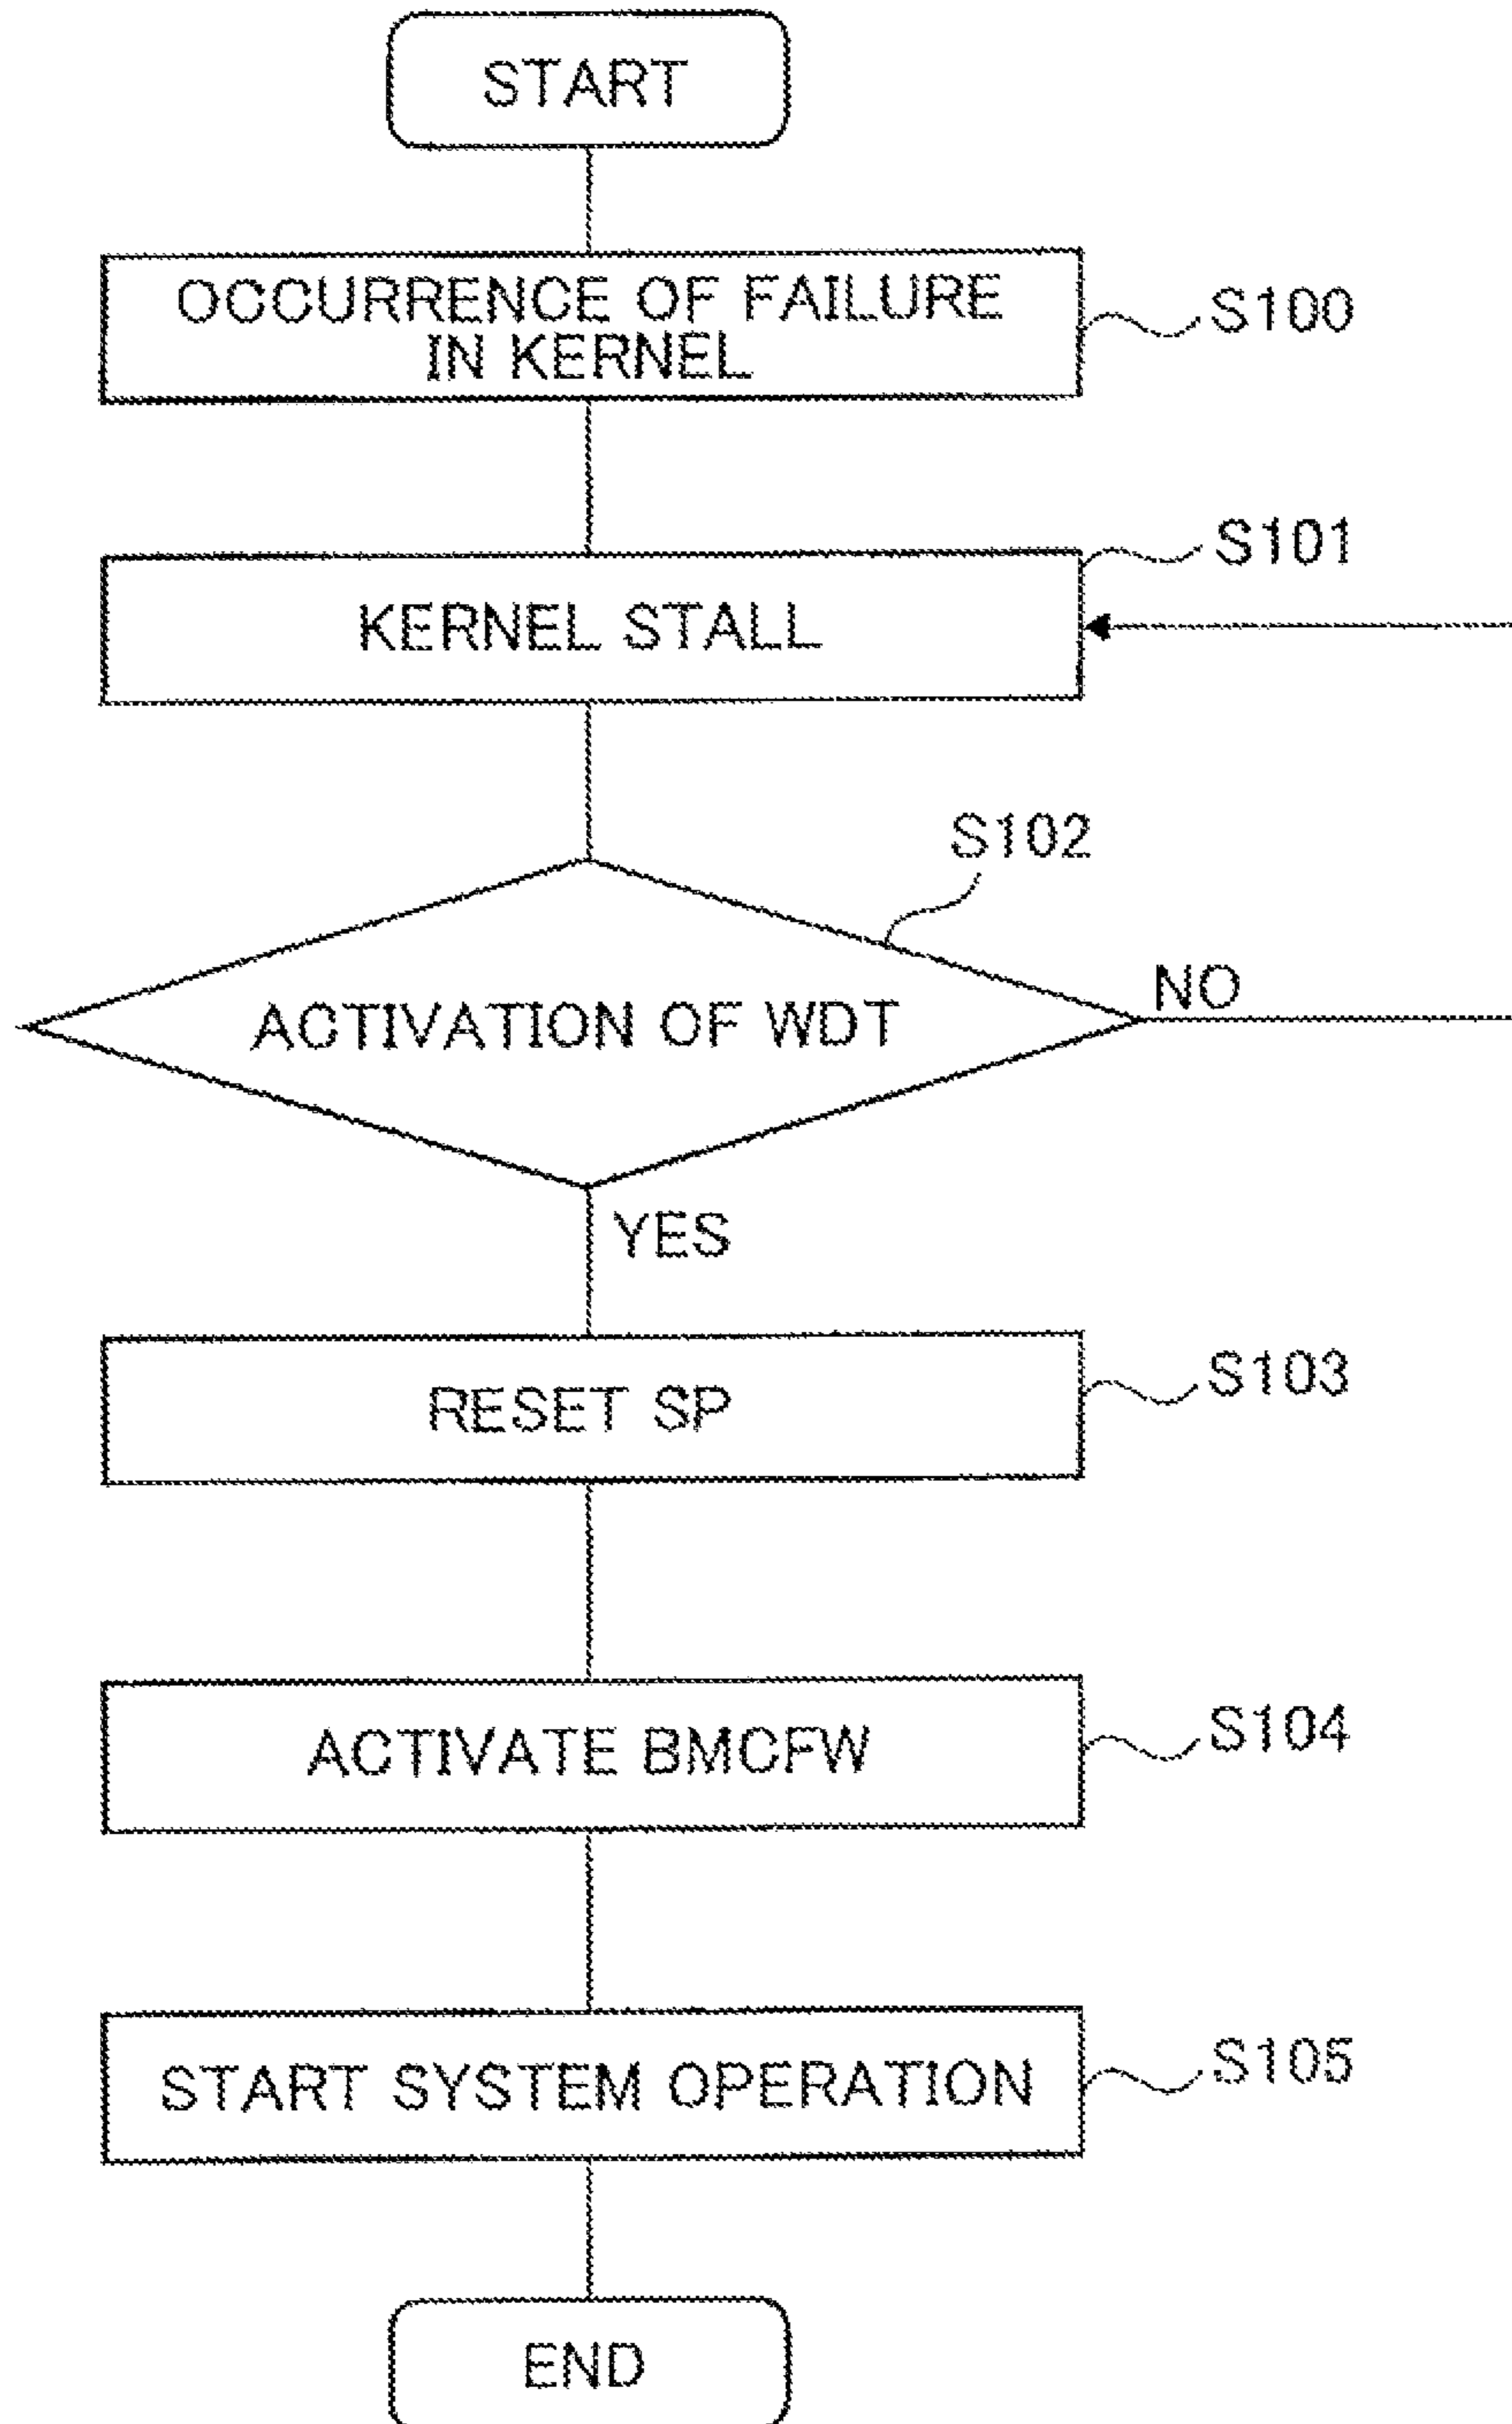 START
OCCURRENCE OF FAILURE
IN KERNEL
S100
S101
KERNEL STALL
S102
ACTIVATION OF WDT
NO
YES
RESET SP
S103
ACTIVATE BMCFW
S104
START SYSTEM OPERATION
S105
END